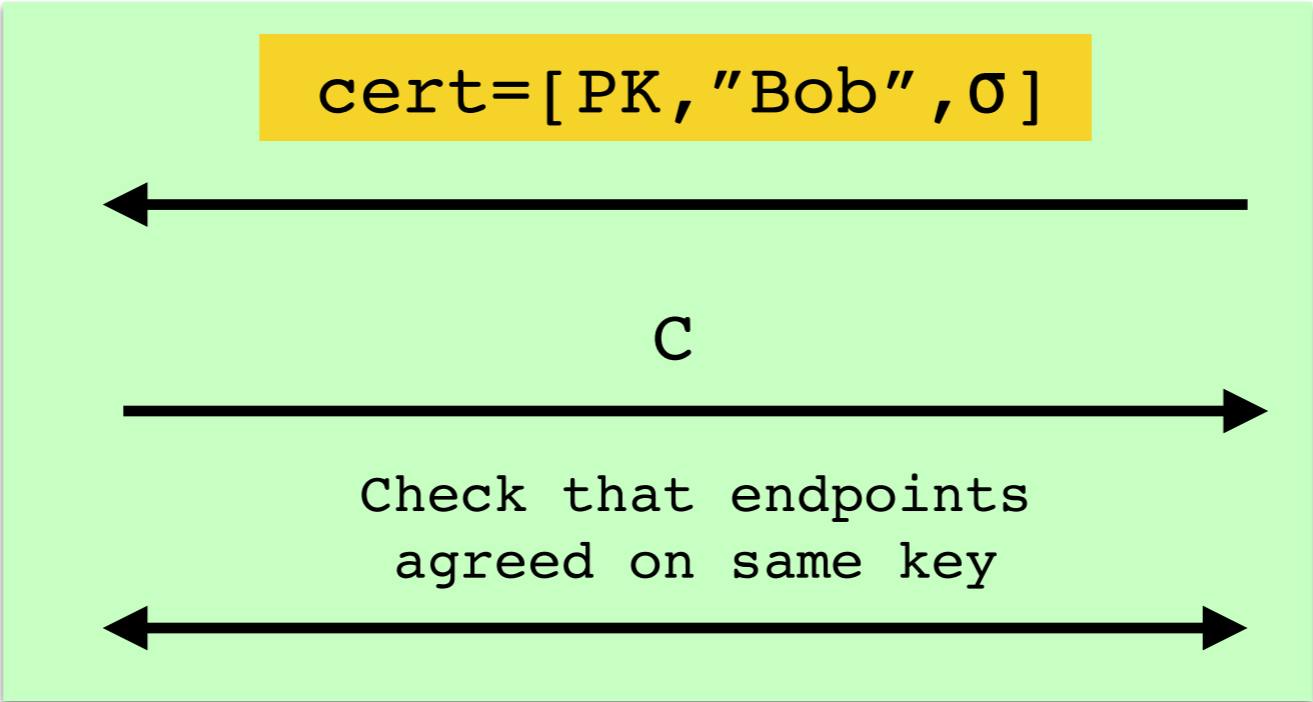 cert=[PK,”Bob”,σ]
C
Check that endpoints
agreed on same key